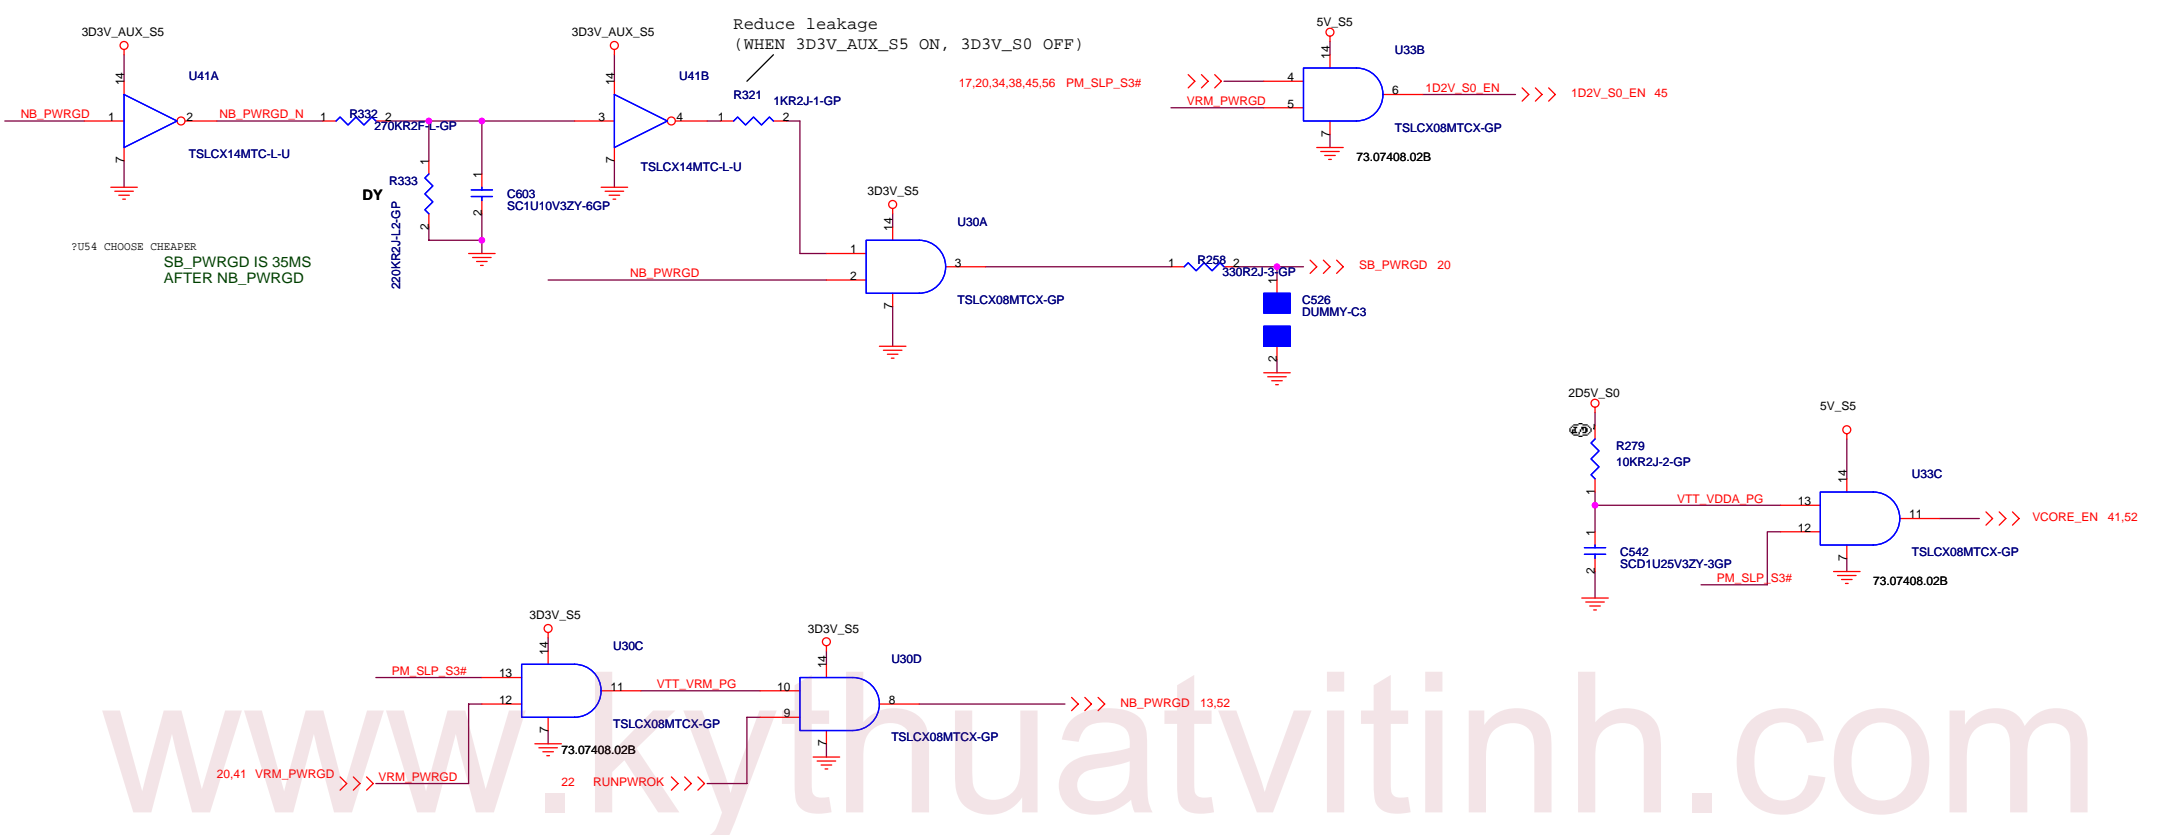 Reduce leakage
(WHEN 3D3V_AUX_S5 ON, 3D3V_S0 OFF)
3D3V_AUX_S5
14
U41A
NB_PWRGD
1
2
7
TSLCX14MTC-L-U
NB_PWRGD_N
1
R332
2
270KR2F-L-GP
1
R333
DY
2
220KR2J-L2-GP
1
C603
SC1U10V3ZY-6GP
2
?U54 CHOOSE CHEAPER
SB_PWRGD IS 35MS
AFTER NB_PWRGD
3D3V_AUX_S5
14
U41B
3
4
7
TSLCX14MTC-L-U
R321
1
1KR2J-1-GP
2
3D3V_S5
14
U30A
1
NB_PWRGD
2
3
7
TSLCX08MTCX-GP
1
R258
2
330R2J-3-GP
SB_PWRGD 20
1
C526
DUMMY-C3
2
5V_S5
14
U33B
17,20,34,38,45,56 PM_SLP_S3#
4
VRM_PWRGD
5
6
1D2V_S0_EN
1D2V_S0_EN 45
7
TSLCX08MTCX-GP
73.07408.02B
2D5V_S0
R279
10KR2J-2-GP
1
VTT_VDDA_PG
1
C542
SCD1U25V3ZY-3GP
2
5V_S5
14
U33C
13
12
PM_SLP_S3#
11
VCORE_EN 41,52
7
TSLCX08MTCX-GP
73.07408.02B
3D3V_S5
14
U30C
PM_SLP_S3#
13
12
11
7
TSLCX08MTCX-GP
73.07408.02B
20,41 VRM_PWRGD
VRM_PWRGD
VTT_VRM_PG
3D3V_S5
14
U30D
10
9
8
7
TSLCX08MTCX-GP
22 RUNPWROK
NB_PWRGD 13,52
www.kythuatvitinh.com